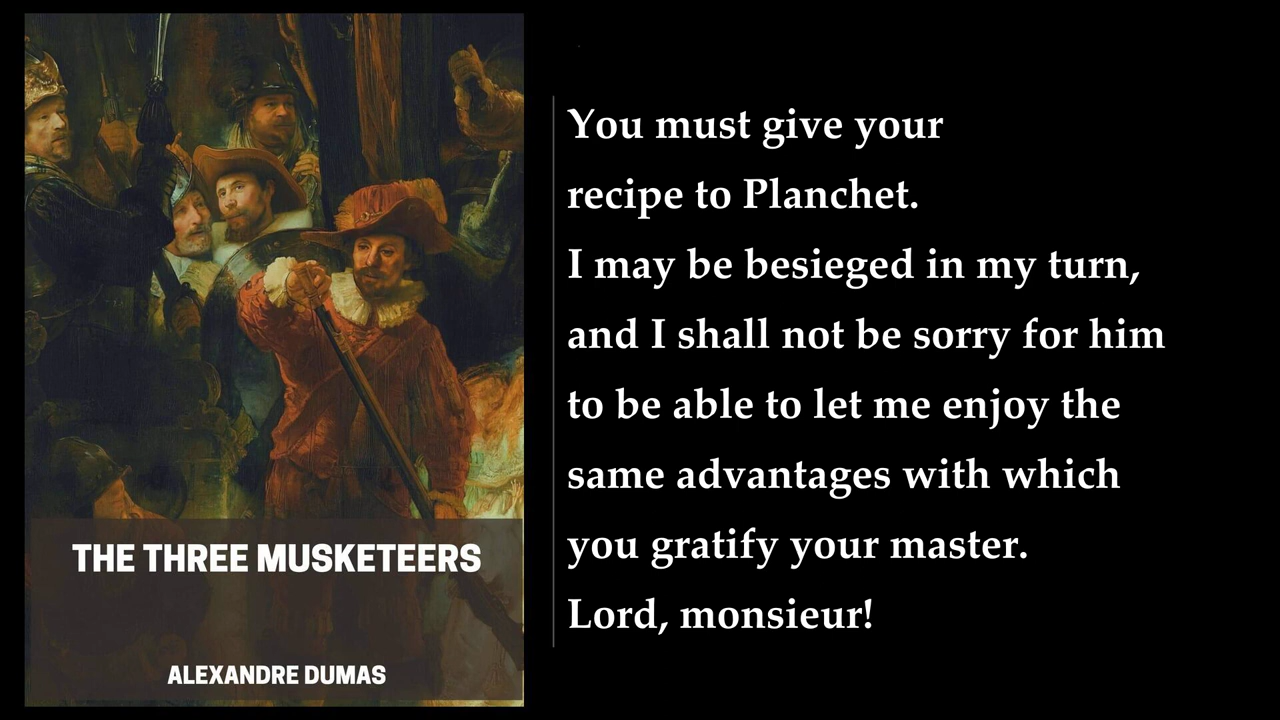 THE THREE MUSKETEERS
ALEXANDRE DUMAS
You must give your
recipe to Planchet.
I may be besieged in my turn,
and I shall not be sorry for him
to be able to let me enjoy the
same advantages with which
you gratify your master.
Lord, monsieur!